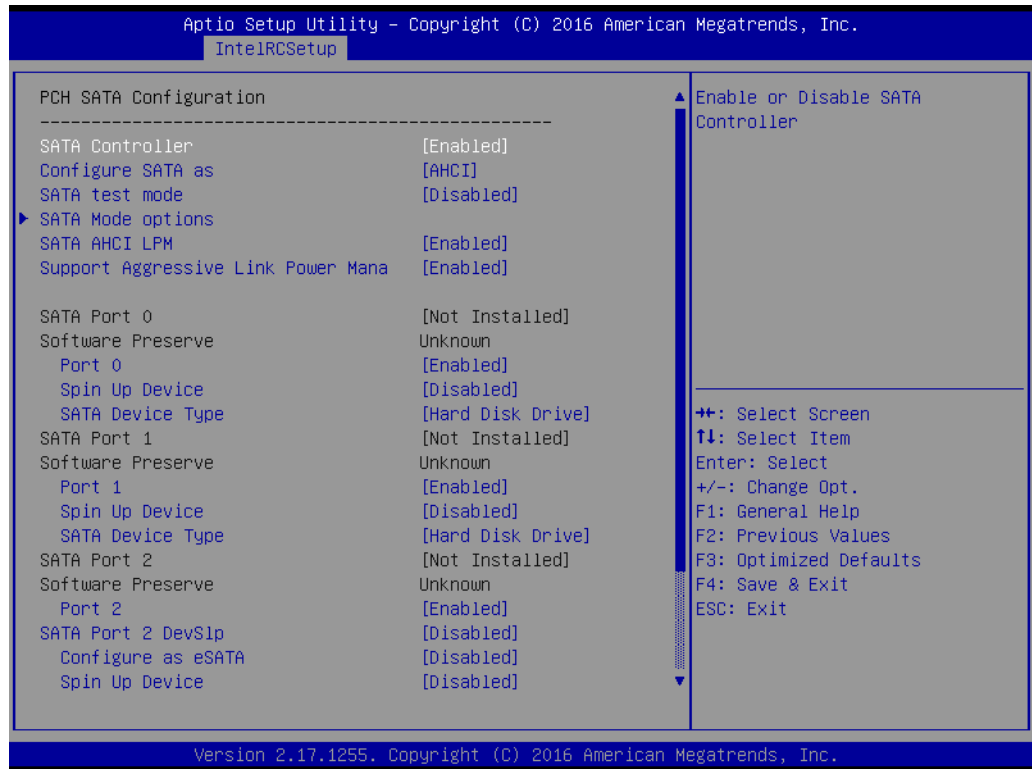 Aptio Setup Utility – Copyright (C) 2016 American Megatrends, Inc.
IntelRCSetup
PCH SATA Configuration
--------------------------------------------------
SATA Controller [Enabled]
Configure SATA as [AHCI]
SATA test mode [Disabled]
SATA Mode options
SATA AHCI LPM [Enabled]
Support Aggressive Link Power Mana [Enabled]
SATA Port 0 [Not Installed]
Software Preserve Unknown
Port 0 [Enabled]
Spin Up Device [Disabled]
SATA Device Type [Hard Disk Drive]
SATA Port 1 [Not Installed]
Software Preserve Unknown
Port 1 [Enabled]
Spin Up Device [Disabled]
SATA Device Type [Hard Disk Drive]
SATA Port 2 [Not Installed]
Software Preserve Unknown
Port 2 [Enabled]
SATA Port 2 DevSlp [Disabled]
Configure as eSATA [Disabled]
Spin Up Device [Disabled]
Enable or Disable SATA
Controller
→←: Select Screen
↑↓: Select Item
Enter: Select
+/-: Change Opt.
F1: General Help
F2: Previous Values
F3: Optimized Defaults
F4: Save & Exit
ESC: Exit
Version 2.17.1255. Copyright (C) 2016 American Megatrends, Inc.